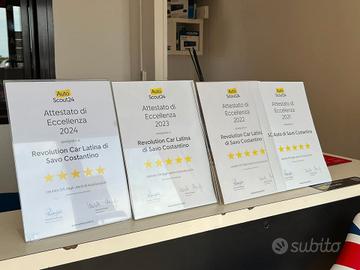 Auto
Scout24
Attestato di
Eccellenza
2024
Revolution Car Latina di
Savo Costantino
Auto
Scout24
Attestato di
Eccellenza
2023
Revolution Car Latina
di Savo Costantino
Auto
Scout24
Attestato di
Eccellenza
2022
Revolution Car Latina
di Savo Costantino
Auto
Scout24
Attestato di
Eccellenza
2021
SC Auto di Savo Costantino
subito